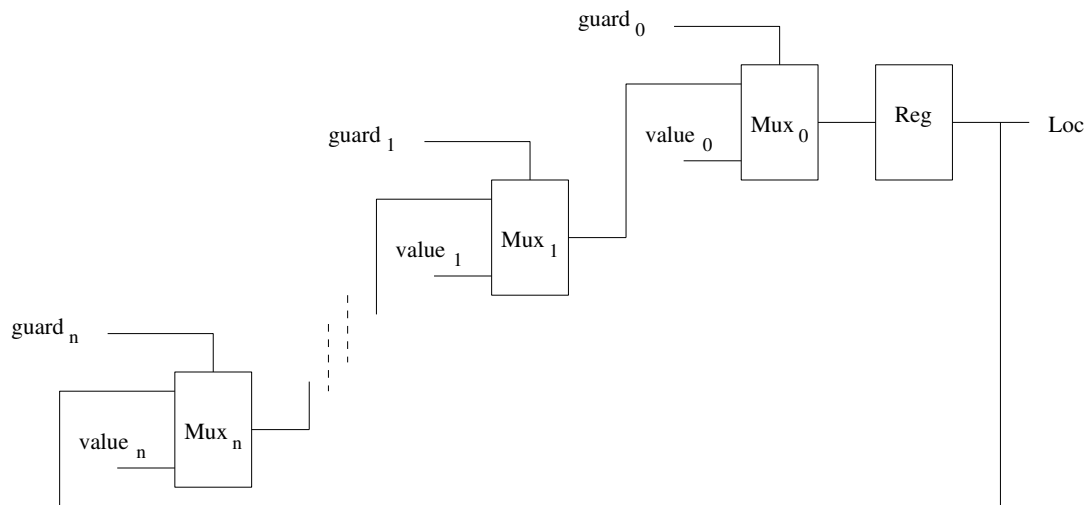 guard 0
Mux 0
Reg
Loc
value 0
guard 1
Mux 1
value 1
guard n
Mux n
value n